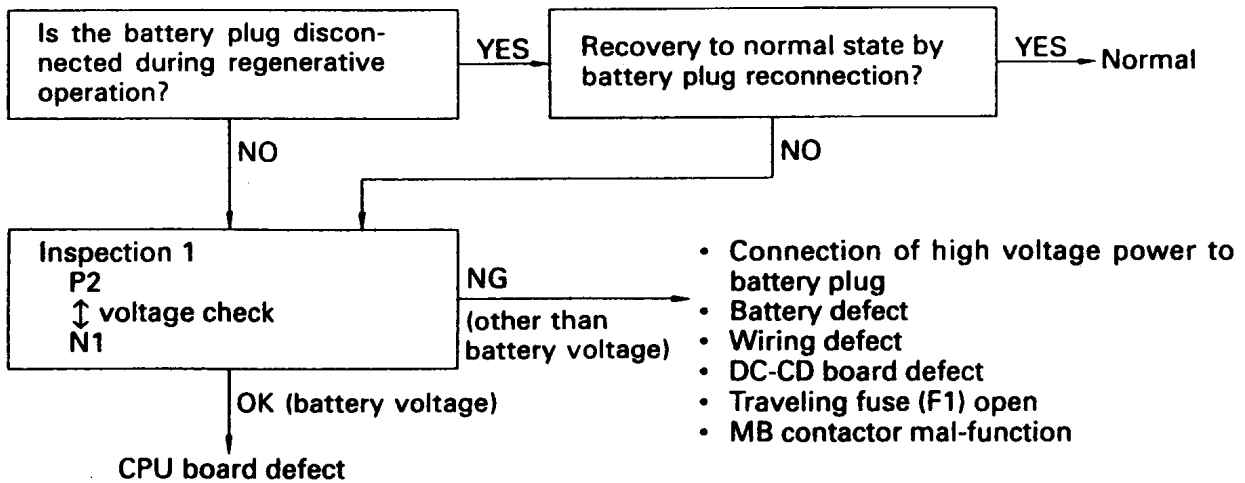 Is the battery plug discon-
nected during regenerative
operation?
YES
Recovery to normal state by
battery plug reconnection?
YES
Normal
NO
NO
Inspection 1
P2
↕ voltage check
N1
NG
(other than
battery voltage)
• Connection of high voltage power to
battery plug
• Battery defect
• Wiring defect
• DC-CD board defect
• Traveling fuse (F1) open
• MB contactor mal-function
OK (battery voltage)
CPU board defect